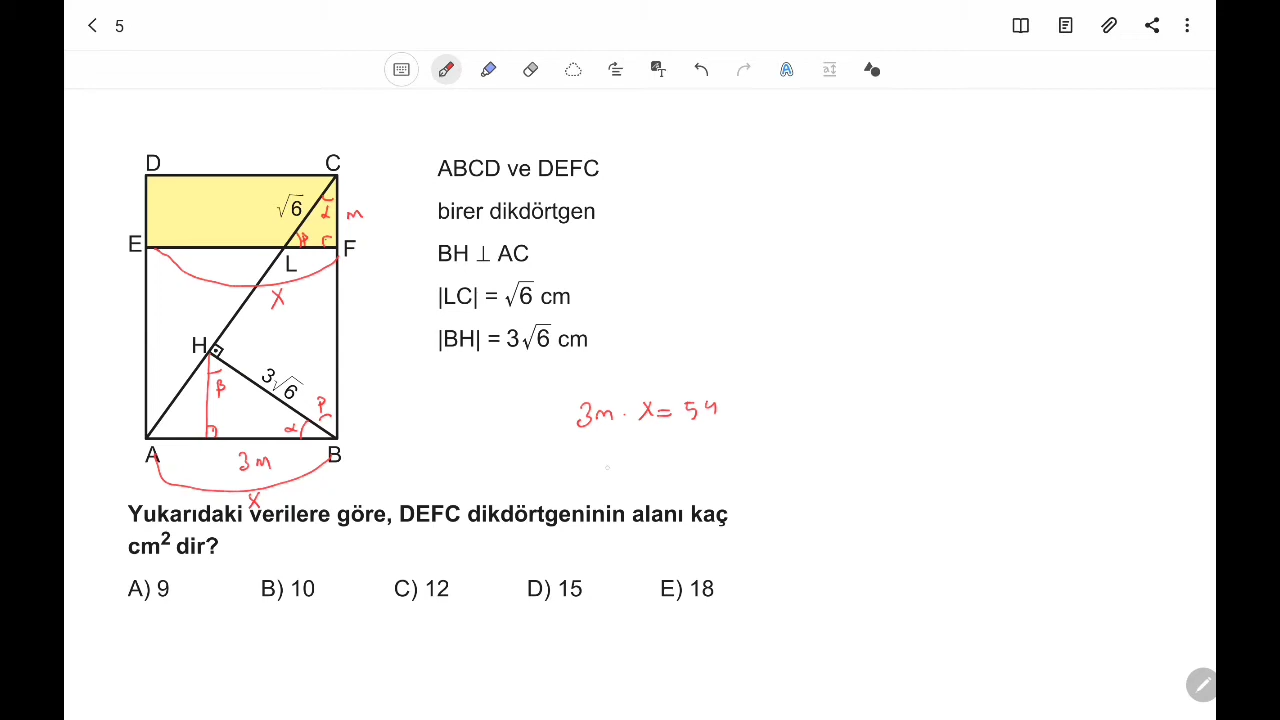 5
D C
√6 α m
E F
L
x
H
β 3√6 β
α
A 3m B
x
ABCD ve DEFC
birer dikdörtgen
BH ⊥ AC
|LC| = √6 cm
|BH| = 3√6 cm
3m . x = 54
Yukarıdaki verilere göre, DEFC dikdörtgeninin alanı kaç
cm² dir?
A) 9 B) 10 C) 12 D) 15 E) 18